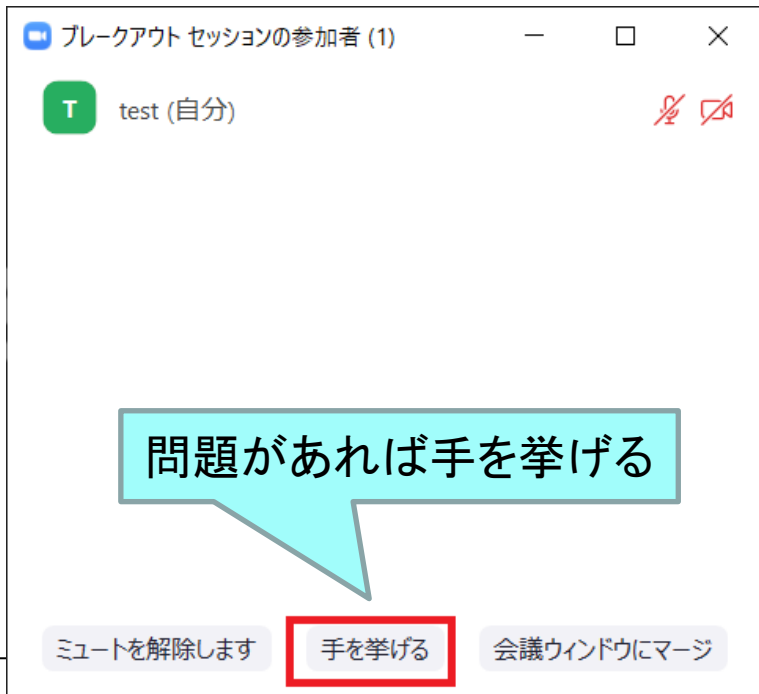 ブレークアウト セッションの参加者 (1)
T test (自分)
問題があれば手を挙げる
ミュートを解除します 手を挙げる 会議ウィンドウにマージ